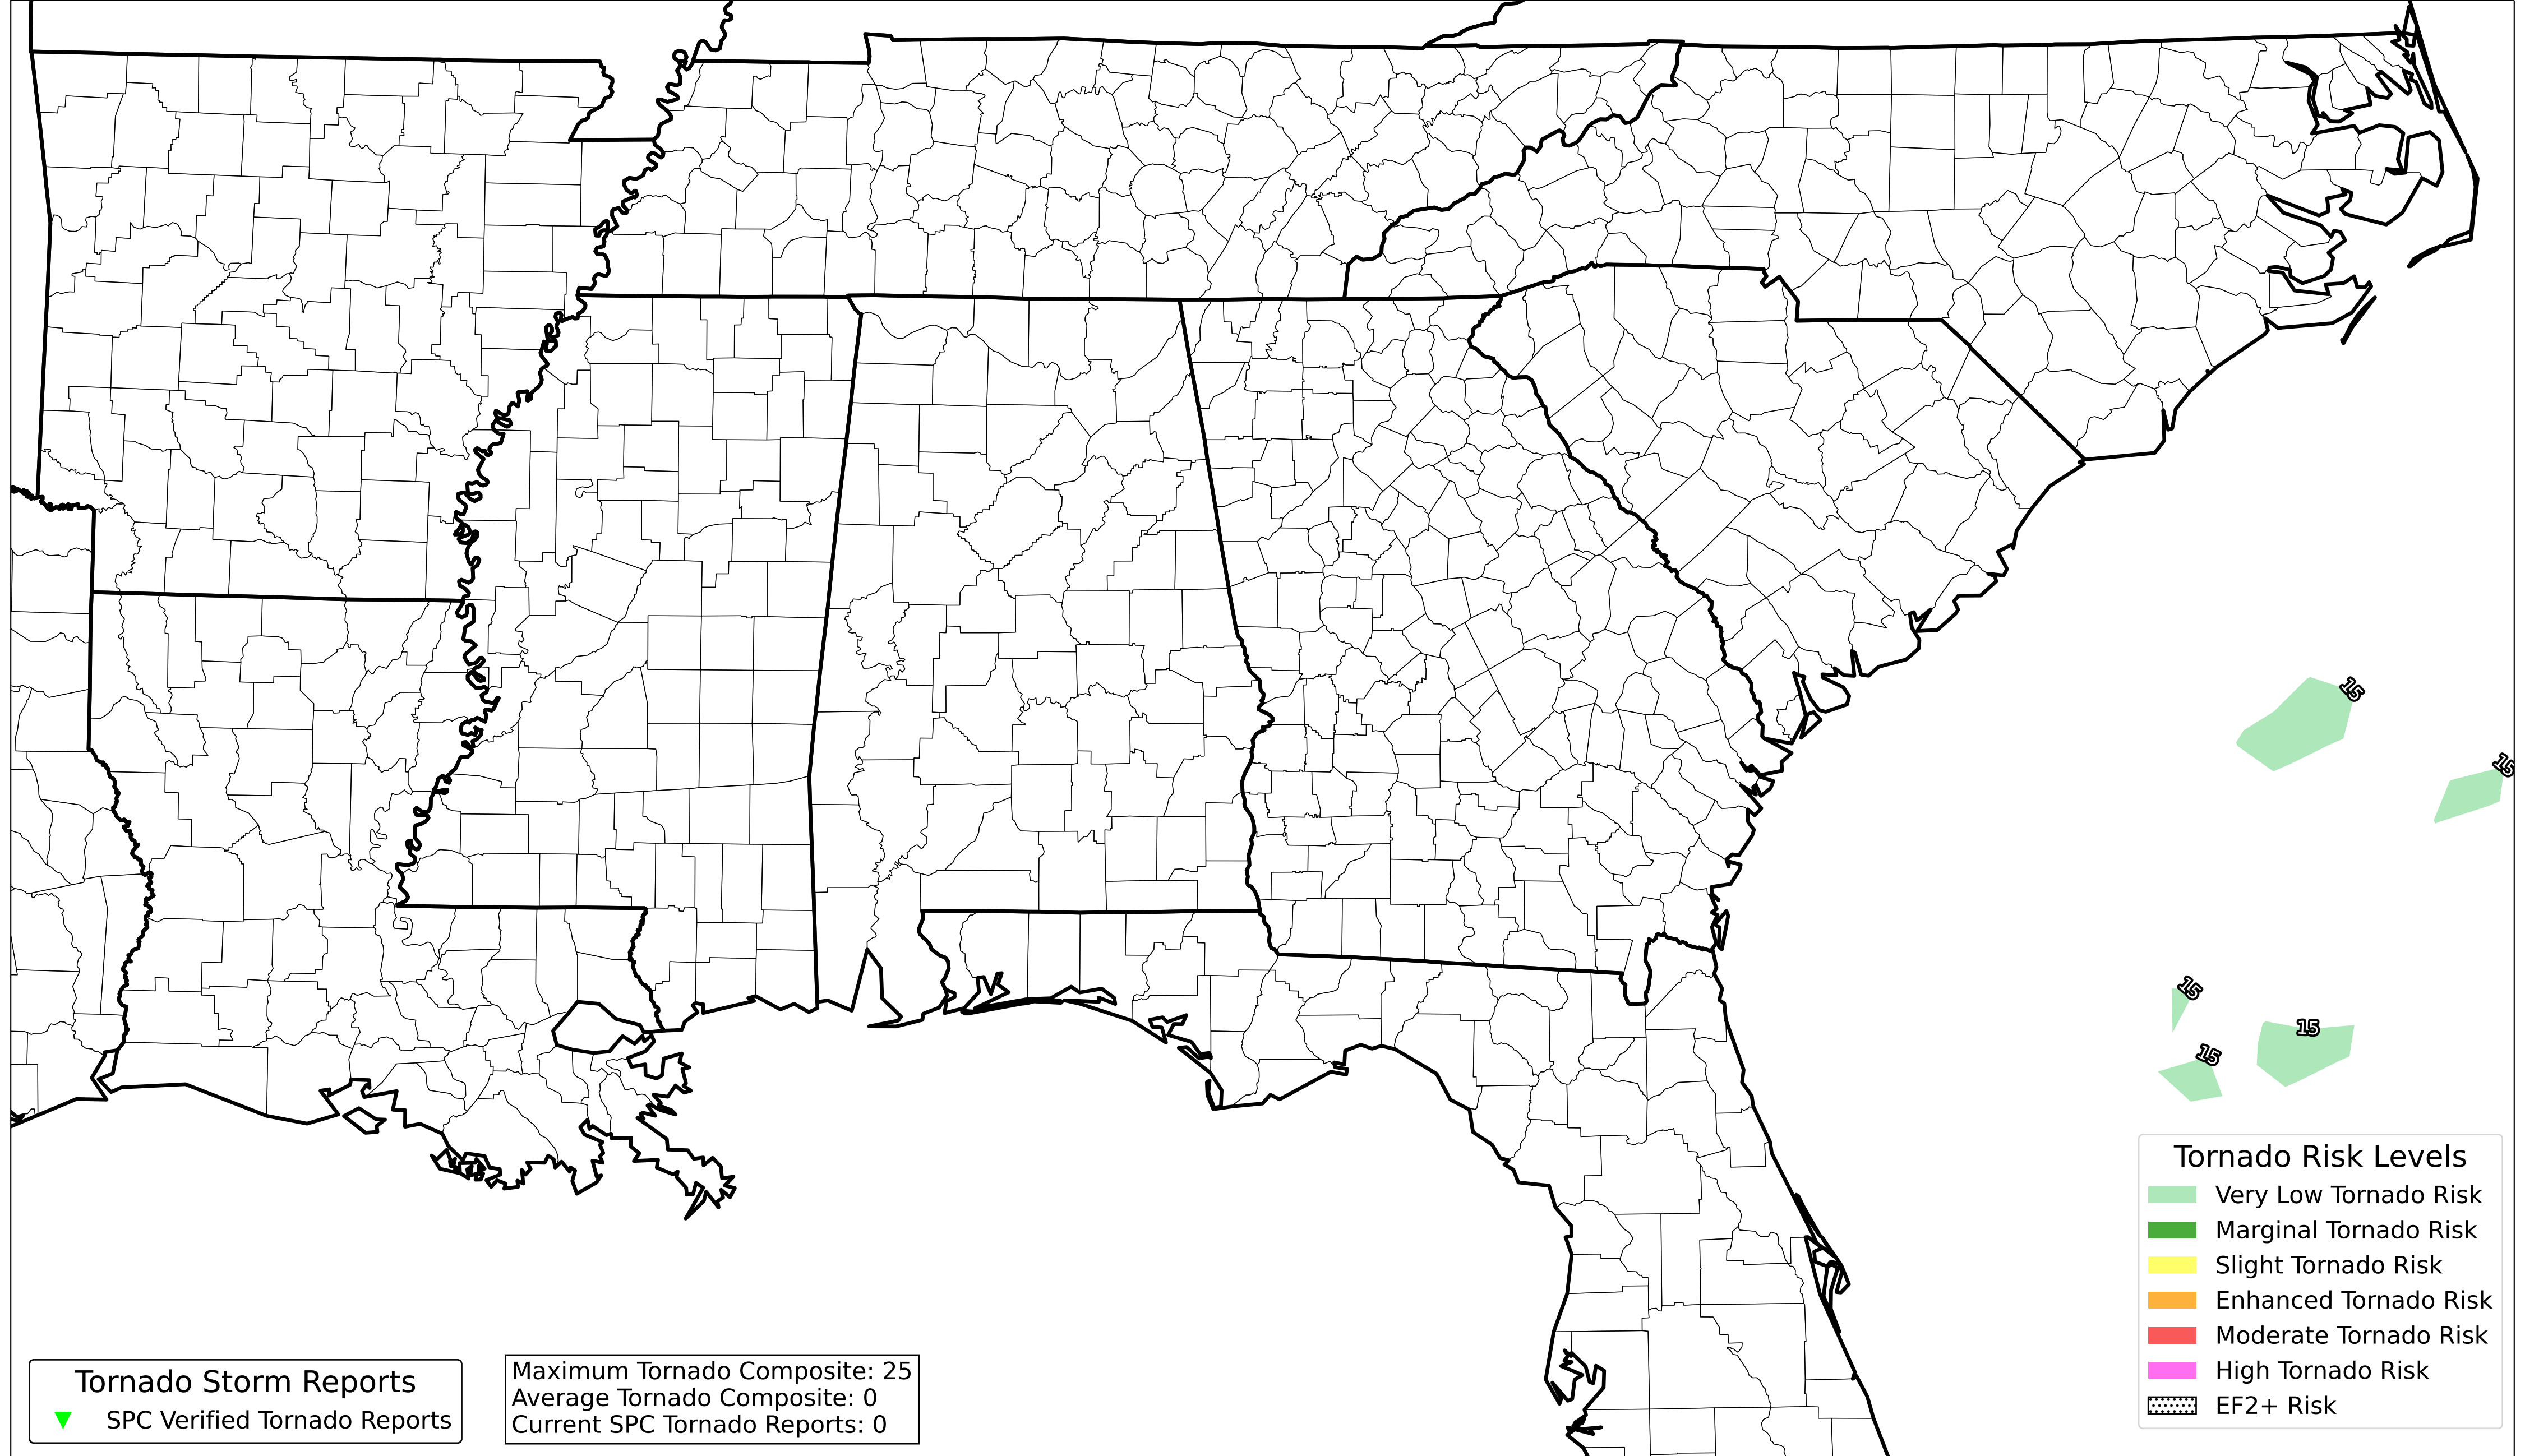 15
15
15
15
15
Tornado Risk Levels
Very Low Tornado Risk
Marginal Tornado Risk
Slight Tornado Risk
Enhanced Tornado Risk
Moderate Tornado Risk
High Tornado Risk
EF2+ Risk
Tornado Storm Reports
SPC Verified Tornado Reports
Maximum Tornado Composite: 25
Average Tornado Composite: 0
Current SPC Tornado Reports: 0